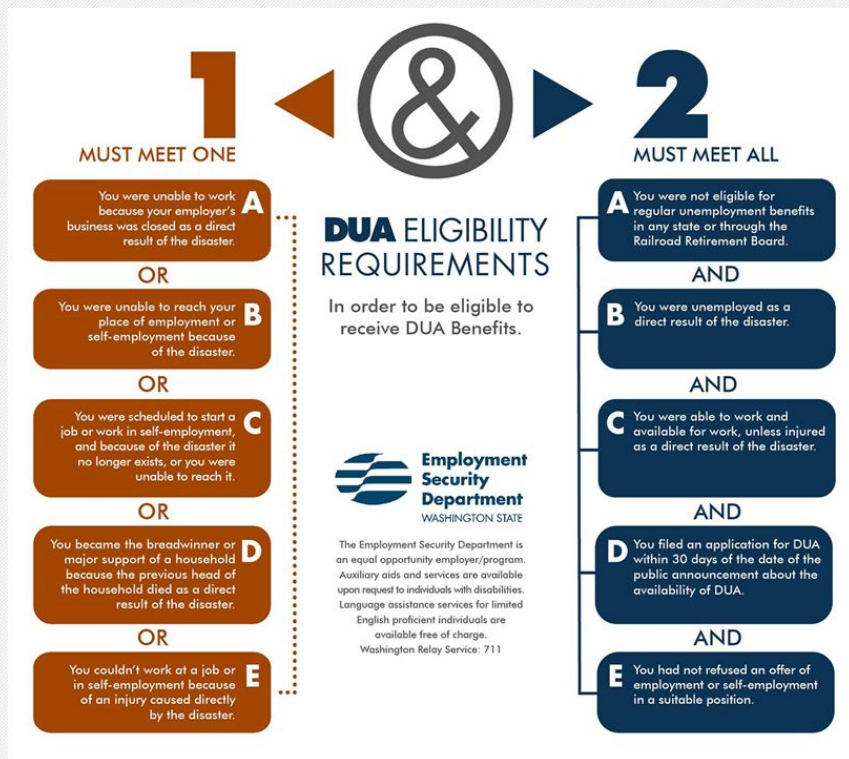 1
&
2
MUST MEET ONE
MUST MEET ALL
You were unable to work
because your employer's
business was closed as a direct
result of the disaster.
A
OR
You were unable to reach your
place of employment or
self-employment because
of the disaster.
B
OR
You were scheduled to start a
job or work in self-employment,
and because of the disaster it
no longer exists, or you were
unable to reach it.
C
OR
You became the breadwinner or
major support of a household
because the previous head of
the household died as a direct
result of the disaster.
D
OR
You couldn't work at a job or
in self-employment because
of an injury caused directly
by the disaster.
E
DUA ELIGIBILITY
REQUIREMENTS
In order to be eligible to
receive DUA Benefits.
Employment
Security
Department
WASHINGTON STATE
The Employment Security Department is
an equal opportunity employer/program.
Auxiliary aids and services are available
upon request to individuals with disabilities.
Language assistance services for limited
English proficient individuals are
available free of charge.
Washington Relay Service: 711
A
You were not eligible for
regular unemployment benefits
in any state or through the
Railroad Retirement Board.
AND
B
You were unemployed as a
direct result of the disaster.
AND
C
You were able to work and
available for work, unless injured
as a direct result of the disaster.
AND
D
You filed an application for DUA
within 30 days of the date of the
public announcement about the
availability of DUA.
AND
E
You had not refused an offer of
employment or self-employment
in a suitable position.